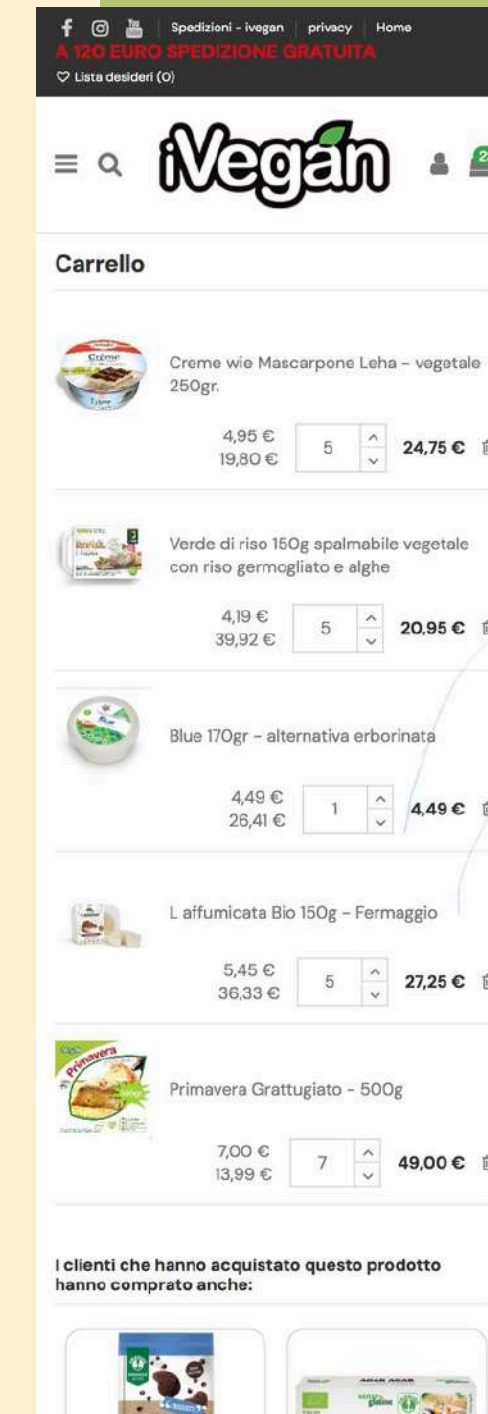 Spedizioni - ivegan privacy Home
A 120 EURO SPEDIZIONE GRATUITA
Lista desideri (0)
iVegan
Carrello
Creme wie Mascarpone Leha - vegetale
250gr.
4,95 €
19,80 €
5
24,75 €
Verde di riso 150g spalmabile vegetale
con riso germogliato e alghe
4,19 €
39,92 €
5
20,95 €
Blue 170gr - alternativa erborinata
4,49 €
26,41 €
1
4,49 €
L affumicata Bio 150g - Fermaggio
5,45 €
36,33 €
5
27,25 €
Primavera
Primavera Grattugiato - 500g
7,00 €
13,99 €
7
49,00 €
I clienti che hanno acquistato questo prodotto
hanno comprato anche:
AGAR AGAR